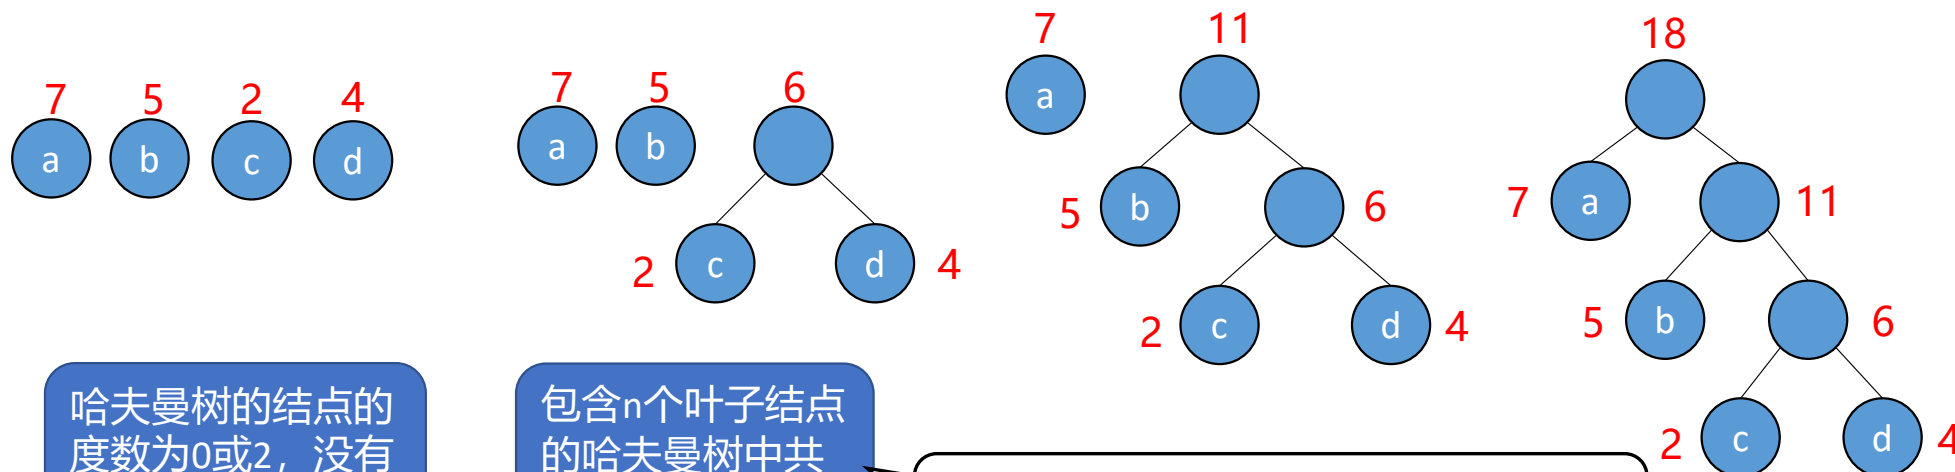 7 5 2 4
a b c d
7 5 6
a b
2 c d 4
7 11
a
5 b 6
2 c d 4
18
7 a 11
5 b 6
2 c d 4
哈夫曼树的结点的
度数为0或2，没有
包含n个叶子结点
的哈夫曼树中共